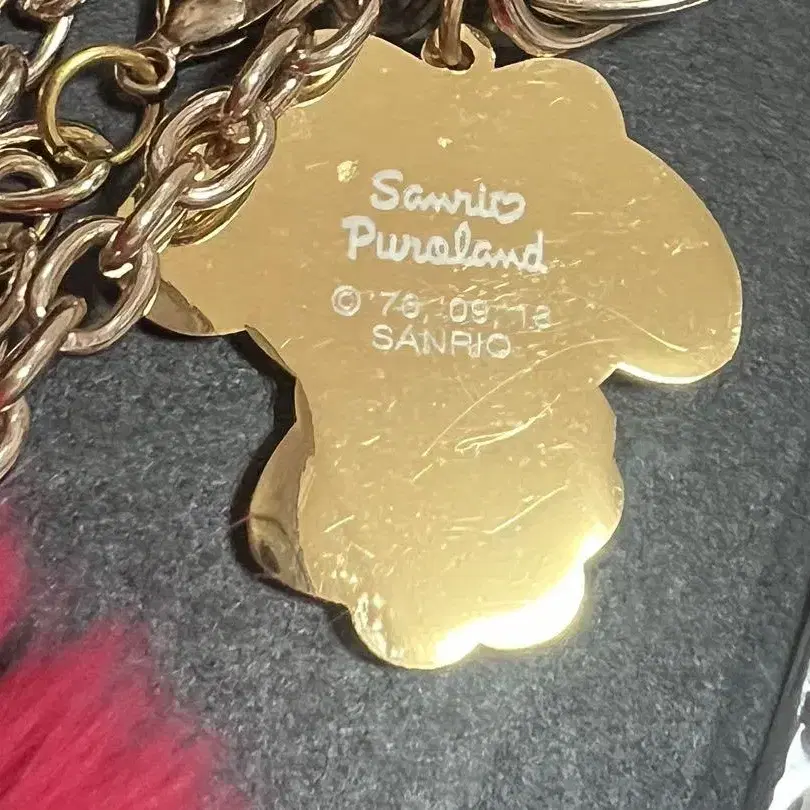 Sanrio
Puroland
© '76, '09, '13
SANRIO